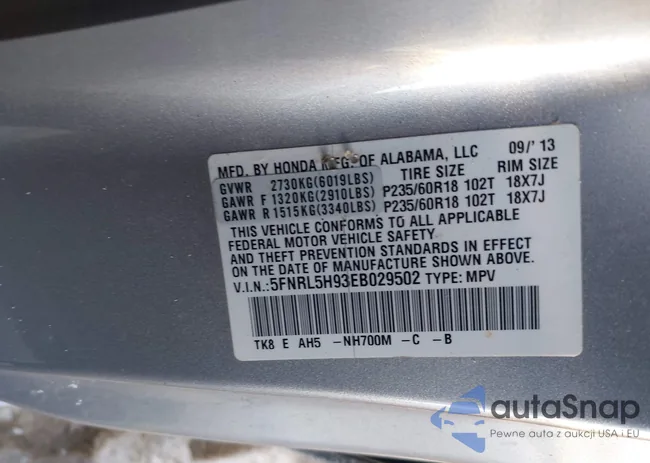 MFD. BY HONDA MFG. OF ALABAMA, LLC 09/'13
TIRE SIZE RIM SIZE
GVWR 2730KG(6019LBS)
GAWR F 1320KG(2910LBS) P235/60R18 102T 18X7J
GAWR R 1515KG(3340LBS) P235/60R18 102T 18X7J
THIS VEHICLE CONFORMS TO ALL APPLICABLE
FEDERAL MOTOR VEHICLE SAFETY
AND THEFT PREVENTION STANDARDS IN EFFECT
ON THE DATE OF MANUFACTURE SHOWN ABOVE.
V.I.N.:5FNRL5H93EB029502 TYPE: MPV
TK8 E AH5 -NH700M -C -B
autaSnap
Pewne auta z aukcji USA i EU